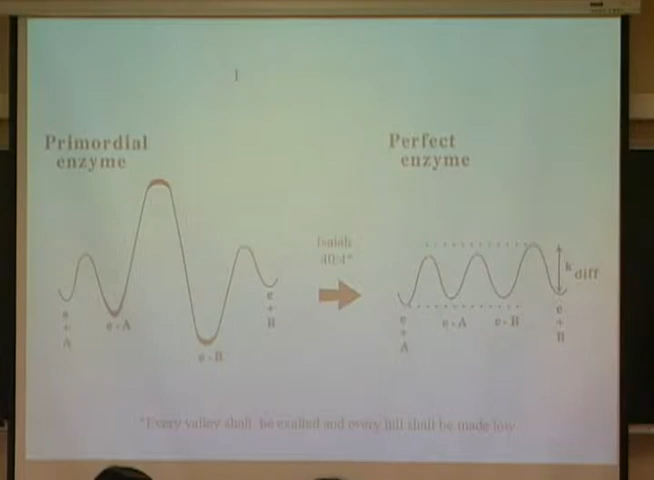 Primordial
enzyme
Perfect
enzyme
Isaiah
40:4*
k diff
e + A
e·A
e·B
e + B
e + A
e·A
e·B
e + B
*Every valley shall be exalted and every hill shall be made low